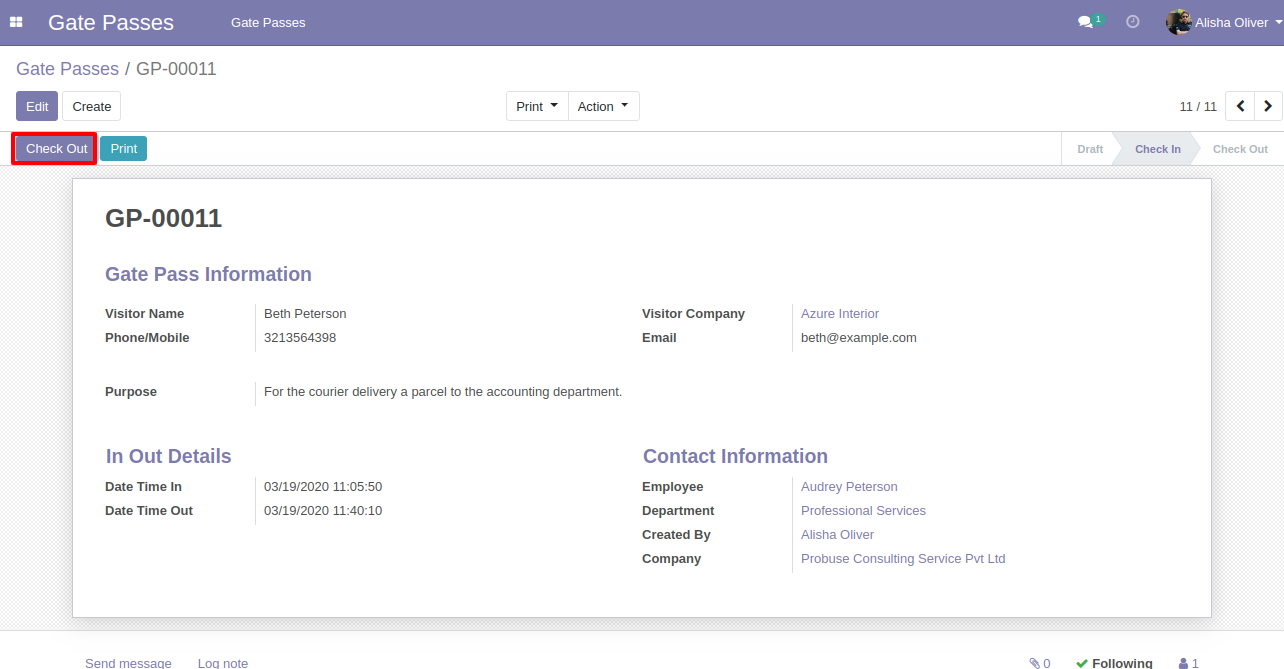 Gate Passes Gate Passes 1 Alisha Oliver
Gate Passes / GP-00011
Edit Create Print Action 11 / 11
Check Out Print Draft Check In Check Out
GP-00011
Gate Pass Information
Visitor Name Beth Peterson Visitor Company Azure Interior
Phone/Mobile 3213564398 Email beth@example.com
Purpose For the courier delivery a parcel to the accounting department.
In Out Details Contact Information
Date Time In 03/19/2020 11:05:50 Employee Audrey Peterson
Date Time Out 03/19/2020 11:40:10 Department Professional Services
Created By Alisha Oliver
Company Probuse Consulting Service Pvt Ltd
Send message Log note 0 Following 1